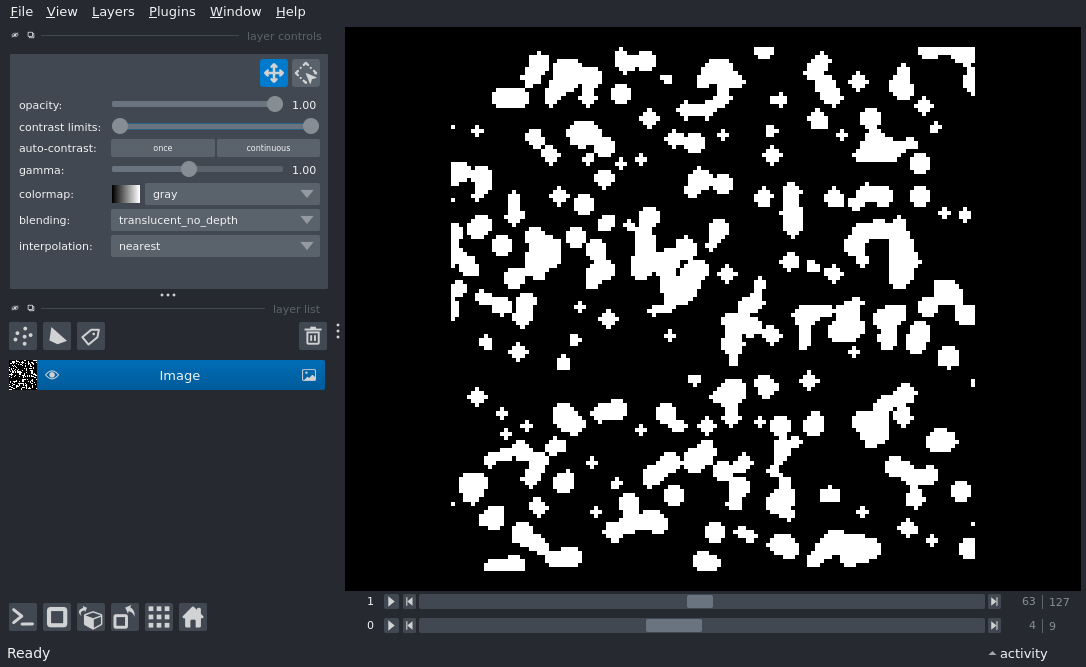 File View Layers Plugins Window Help
layer controls
opacity: 1.00
contrast limits:
auto-contrast: once continuous
gamma: 1.00
colormap: gray
blending: translucent_no_depth
interpolation: nearest
layer list
Image
1 63 127
0 4 9
Ready activity